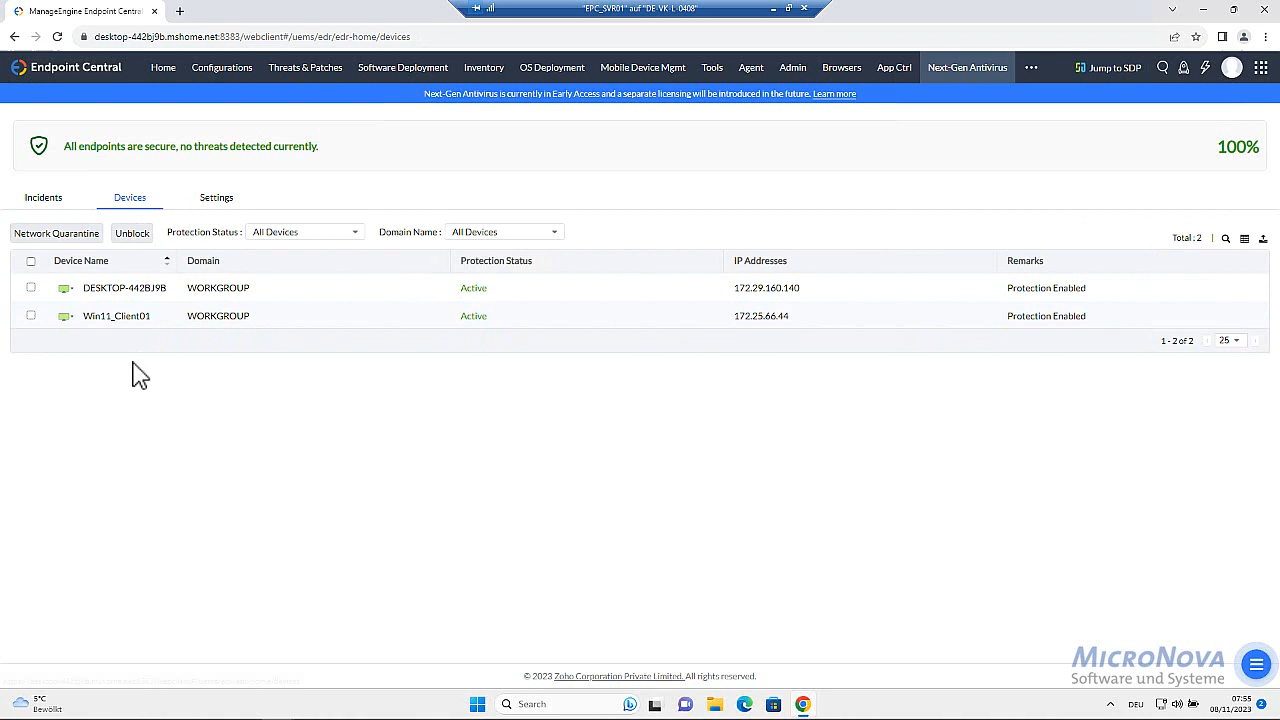 ManageEngine Endpoint Central
"EPC_SVR01" auf "DE-VK-L-0408"
desktop-442bj9b.mshome.net:8383/webclient#/uems/edr/edr-home/devices
Endpoint Central Home Configurations Threats & Patches Software Deployment Inventory OS Deployment Mobile Device Mgmt Tools Agent Admin Browsers App Ctrl Next-Gen Antivirus Jump to SDP
Next-Gen Antivirus is currently in Early Access and a separate licensing will be introduced in the future. Learn more
All endpoints are secure, no threats detected currently. 100%
Incidents Devices Settings
Network Quarantine Unblock Protection Status : All Devices Domain Name : All Devices Total : 2
Device Name Domain Protection Status IP Addresses Remarks
DESKTOP-442BJ9B WORKGROUP Active 172.29.160.140 Protection Enabled
Win11_Client01 WORKGROUP Active 172.25.66.44 Protection Enabled
1 - 2 of 2 25
MicroNova
Software und Systeme
Zoho Corporation Private Limited. All rights reserved.
5°C
Bewölkt
Search
DEU
07:55
08/11/2023
2